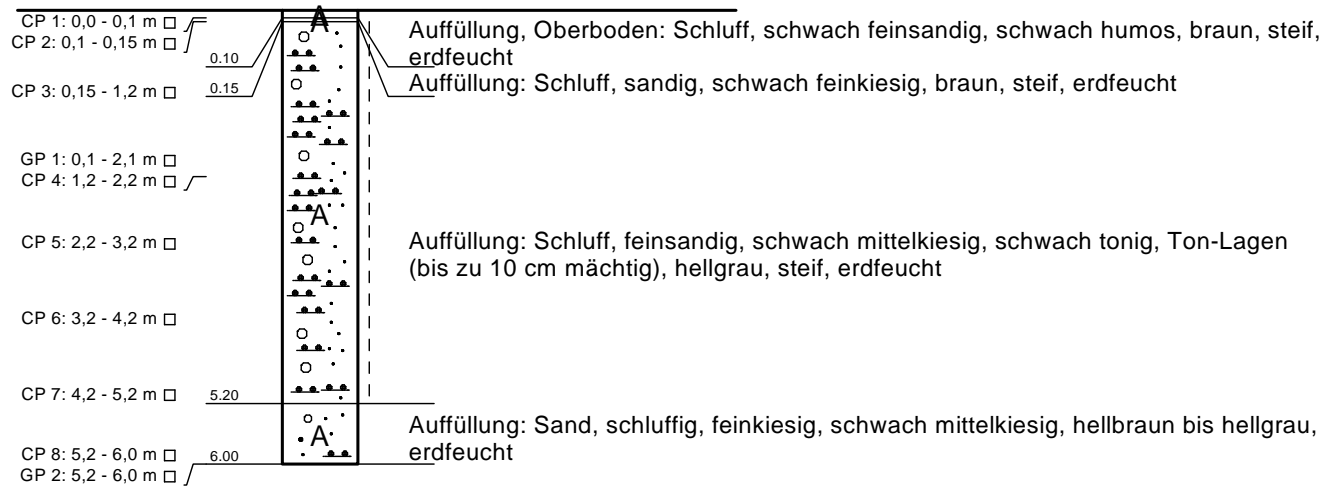 CP 1: 0,0 - 0,1 m
A
Auffüllung, Oberboden: Schluff, schwach feinsandig, schwach humos, braun, steif,
CP 2: 0,1 - 0,15 m
0.10
erdfeucht
CP 3: 0,15 - 1,2 m
0.15
Auffüllung: Schluff, sandig, schwach feinkiesig, braun, steif, erdfeucht
GP 1: 0,1 - 2,1 m
CP 4: 1,2 - 2,2 m
A
CP 5: 2,2 - 3,2 m
Auffüllung: Schluff, feinsandig, schwach mittelkiesig, schwach tonig, Ton-Lagen
(bis zu 10 cm mächtig), hellgrau, steif, erdfeucht
CP 6: 3,2 - 4,2 m
CP 7: 4,2 - 5,2 m
5.20
A
Auffüllung: Sand, schluffig, feinkiesig, schwach mittelkiesig, hellbraun bis hellgrau,
erdfeucht
CP 8: 5,2 - 6,0 m
6.00
GP 2: 5,2 - 6,0 m